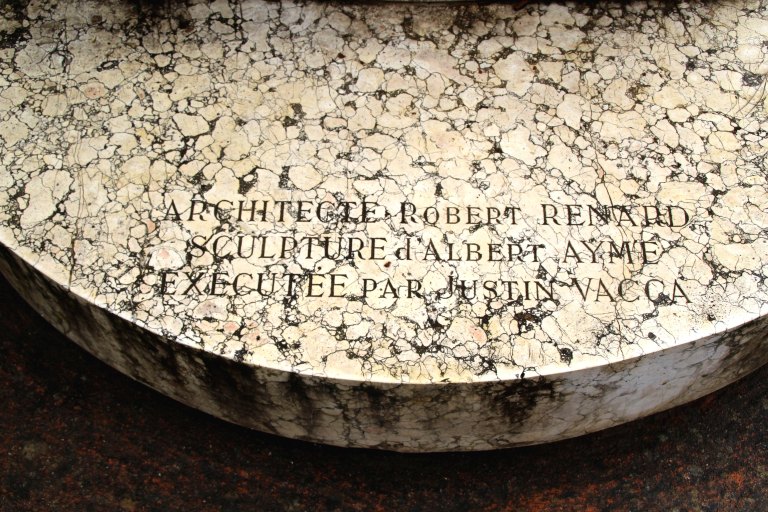 ARCHITECTE ROBERT RENARD
SCULPTURE d'ALBERT AYMÉ
EXECUTÉE PAR JUSTIN VACCA